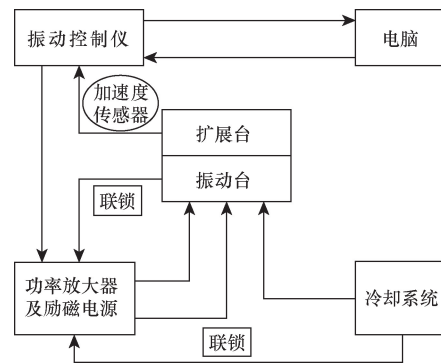 振动控制仪
电脑
加速度
传感器
扩展台
振动台
联锁
功率放大器
及励磁电源
冷却系统
联锁